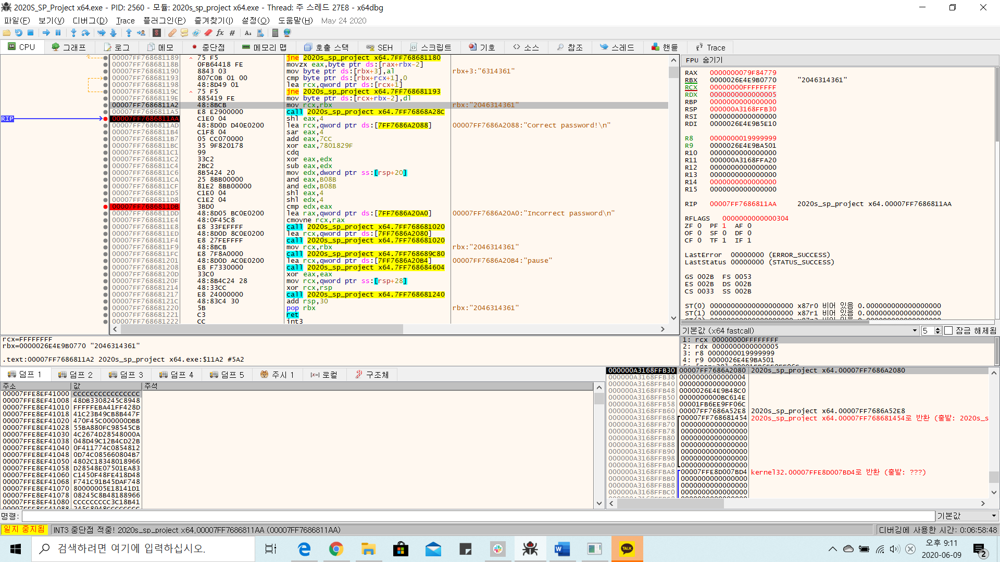 2020S_SP_Project x64.exe - PID: 2560 - 모듈: 2020s_sp_project x64.exe - Thread: 주 스레드 27E8 - x64dbg
파일(F) 보기(V) 디버그(D) Trace 플러그인(P) 즐겨찾기(I) 설정(O) 도움말(H) May 24 2020
CPU 그래프 로그 메모 중단점 메모리 맵 호출 스택 SEH 스크립트 기호 소스 참조 스레드 핸들 Trace
00007FF768681189 75 F5 jne 2020s_sp_project x64.7FF768681180
00007FF76868118B 0FB64418 FE movzx eax,byte ptr ds:[rax+rbx-2]
00007FF768681190 8843 03 mov byte ptr ds:[rbx+3],al rbx+3:"6314361"
00007FF768681193 807C0B 01 00 cmp byte ptr ds:[rbx+rcx+1],0
00007FF768681198 48:8D49 01 lea rcx,qword ptr ds:[rcx+1]
00007FF76868119C 75 F5 jne 2020s_sp_project x64.7FF768681193
00007FF76868119E 885419 FE mov byte ptr ds:[rcx+rbx-2],dl
00007FF7686811A2 48:8BCB mov rcx,rbx rbx:"2046314361"
00007FF7686811A5 E8 E2900000 call 2020s_sp_project x64.7FF76868A28C
RIP 00007FF7686811AA C1E0 04 shl eax,4
00007FF7686811AD 48:8D0D D40E0200 lea rcx,qword ptr ds:[7FF7686A2088] 00007FF7686A2088:"Correct password!\n"
00007FF7686811B4 C1F8 04 sar eax,4
00007FF7686811B7 05 CC070000 add eax,7CC
00007FF7686811BC 35 9F820178 xor eax,7801829F
00007FF7686811C1 99 cdq
00007FF7686811C2 33C2 xor eax,edx
00007FF7686811C4 2BC2 sub eax,edx
00007FF7686811C6 8B5424 20 mov edx,dword ptr ss:[rsp+20]
00007FF7686811CA 25 8BB00000 and eax,B08B
00007FF7686811CF 81E2 8BB00000 and edx,B08B
00007FF7686811D5 C1E0 04 shl eax,4
00007FF7686811D8 C1E2 04 shl edx,4
00007FF7686811DB 3BD0 cmp edx,eax
00007FF7686811DD 48:8D05 BC0E0200 lea rax,qword ptr ds:[7FF7686A20A0] 00007FF7686A20A0:"Incorrect password\n"
00007FF7686811E4 48:0F45C8 cmovne rcx,rax
00007FF7686811E8 E8 33FEFFFF call 2020s_sp_project x64.7FF768681020
00007FF7686811ED 48:8D0D 8C0E0200 lea rcx,qword ptr ds:[7FF7686A2080]
00007FF7686811F4 E8 27FEFFFF call 2020s_sp_project x64.7FF768681020
00007FF7686811F9 48:8BCB mov rcx,rbx rbx:"2046314361"
00007FF7686811FC E8 7F8A0000 call 2020s_sp_project x64.7FF768689C80
00007FF768681201 48:8D0D AC0E0200 lea rcx,qword ptr ds:[7FF7686A20B4] 00007FF7686A20B4:"pause"
00007FF768681208 E8 F7330000 call 2020s_sp_project x64.7FF768684604
00007FF76868120D 33C0 xor eax,eax
00007FF76868120F 48:8B4C24 28 mov rcx,qword ptr ss:[rsp+28]
00007FF768681214 48:33CC xor rcx,rsp
00007FF768681217 E8 24000000 call 2020s_sp_project x64.7FF768681240
00007FF76868121C 48:83C4 30 add rsp,30
00007FF768681220 5B pop rbx rbx:"2046314361"
00007FF768681221 C3 ret
00007FF768681222 CC int3
FPU 숨기기
RAX 0000000079F84779
RBX 0000026E4E9B0770 "2046314361"
RCX 00000000FFFFFFFF
RDX 0000000000000005
RBP 0000000000000000
RSP 000000A3168FFB30
RSI 0000000000000000
RDI 0000026E4E9B5E10
R8 0000000019999999
R9 0000026E4E9BA501
R10 0000000000000000
R11 000000A3168FFA20
R12 0000000000000000
R13 0000000000000000
R14 0000000000000000
R15 0000000000000000
RIP 00007FF7686811AA 2020s_sp_project x64.00007FF7686811AA
RFLAGS 0000000000000304
ZF 0 PF 1 AF 0
OF 0 SF 0 DF 0
CF 0 TF 1 IF 1
LastError 00000000 (ERROR_SUCCESS)
LastStatus 00000000 (STATUS_SUCCESS)
GS 002B FS 0053
ES 002B DS 002B
CS 0033 SS 002B
ST(0) 00000000000000000000 x87r0 비어 있음 0.000000000000000000
ST(1) 00000000000000000000 x87r1 비어 있음 0.000000000000000000
기본값 (x64 fastcall) 5 잠금 해제됨
1: rcx 00000000FFFFFFFF
2: rdx 0000000000000005
3: r8 0000000019999999
4: r9 0000026E4E9BA501
rcx=FFFFFFFF
rbx=0000026E4E9B0770 "2046314361"
.text:00007FF7686811A2 2020s_sp_project x64.exe:$11A2 #5A2
덤프 1 덤프 2 덤프 3 덤프 4 덤프 5 주시 1 [x=] 로컬 구조체
주소 값 주석
00007FFE8EF41000 CCCCCCCCCCCCCCCC
00007FFE8EF41008 48DB3308245C8948
00007FFE8EF41010 FFFFFFEBA41FF428D
00007FFE8EF41018 41C23B49CB8B447F
00007FFE8EF41020 470F45C000000DBB
00007FFE8EF41028 55BA880FC98545CB
00007FFE8EF41030 4C2674D28548000A
00007FFE8EF41038 048D49C12B4CD22B
00007FFE8EF41040 0F411774C0854812
00007FFE8EF41048 0D74C085660804B7
00007FFE8EF41050 4802C18348018966
00007FFE8EF41058 D28548E07501EA83
00007FFE8EF41060 C1450F48FE418D48
00007FFE8EF41068 F741C91B45DAF748
00007FFE8EF41070 80000005E18141D1
00007FFE8EF41078 08245C8B48188966
00007FFE8EF41080 CCCCCCCCC3C18B41
000000A3168FFB30 00007FF7686A2080 2020s_sp_project x64.00007FF7686A2080
000000A3168FFB38 0000000000000004
000000A3168FFB40 0000000000000000
000000A3168FFB48 0000026E4E9B48C0
000000A3168FFB50 0000000000BC614E
000000A3168FFB58 00001FB6EE9FF06C
000000A3168FFB60 00007FF7686A52E8 2020s_sp_project x64.00007FF7686A52E8
000000A3168FFB68 00007FF768681454 2020s_sp_project x64.00007FF768681454로 반환 (출발: 2020s_s
000000A3168FFB70 0000000000000000
000000A3168FFB78 0000000000000000
000000A3168FFB80 0000000000000000
000000A3168FFB88 0000000000000000
000000A3168FFB90 0000000000000000
000000A3168FFB98 0000000000000000
000000A3168FFBA0 0000000000000000
000000A3168FFBA8 00007FFE8D007BD4 kernel32.00007FFE8D007BD4로 반환 (출발: ???)
000000A3168FFBB0 0000000000000000
000000A3168FFBB8 0000000000000000
000000A3168FFBC0 0000000000000000
명령: 기본값
일지 중지됨 INT3 중단점 적중! 2020s_sp_project x64.00007FF7686811AA (00007FF7686811AA) 디버깅에 사용한 시간: 0:06:58:48
검색하려면 여기에 입력하십시오. TALK 오후 9:11
2020-06-09 2